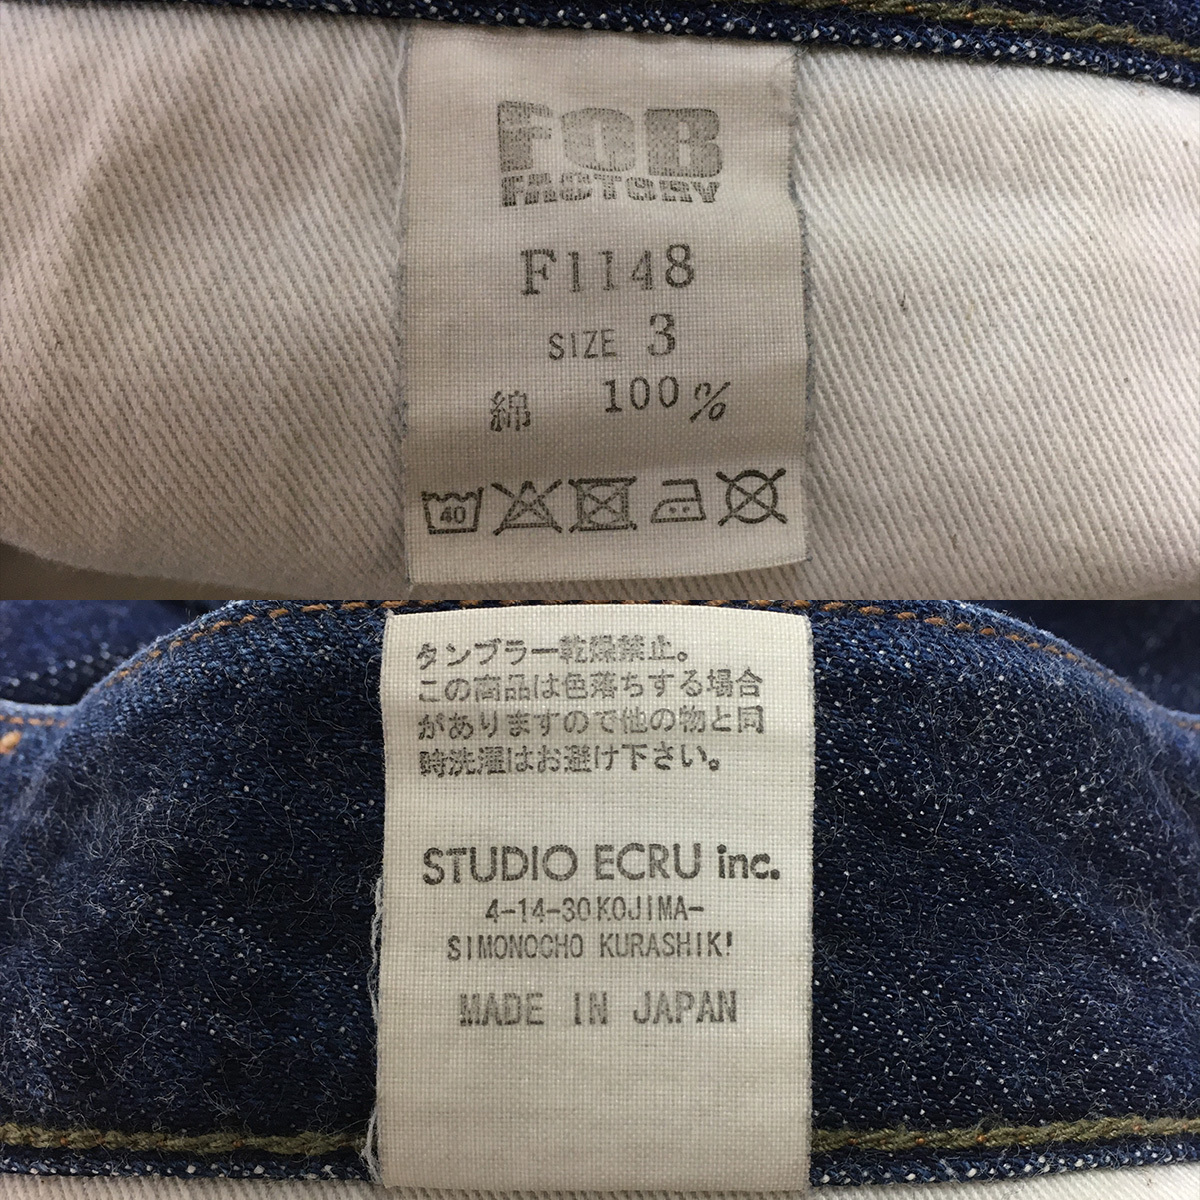 FOB
FACTORY
F1148
SIZE 3
綿 100%
40
タンブラー乾燥禁止。
この商品は色落ちする場合
がありますので他の物と同
時洗濯はお避け下さい。
STUDIO ECRU inc.
4-14-30KOJIMA-
SIMONOCHO KURASHIKI
MADE IN JAPAN